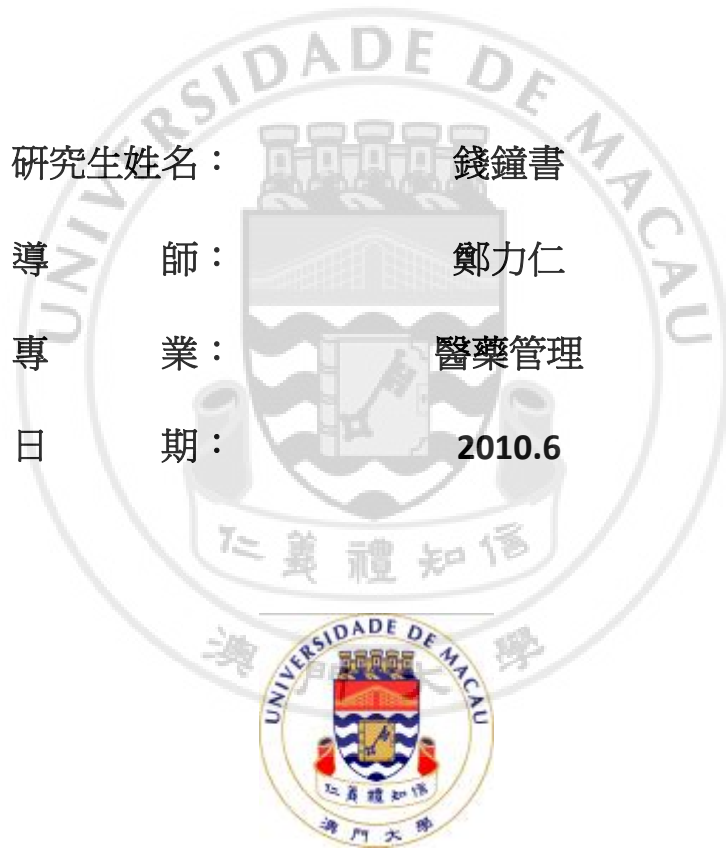 UNIVERSIDADE DE MACAU
研究生姓名： 錢鐘書
導 師： 鄭力仁
專 業： 醫藥管理
日 期： 2010.6
仁義禮知信
澳門大學
UNIVERSIDADE DE MACAU
仁義禮知信
澳門大學